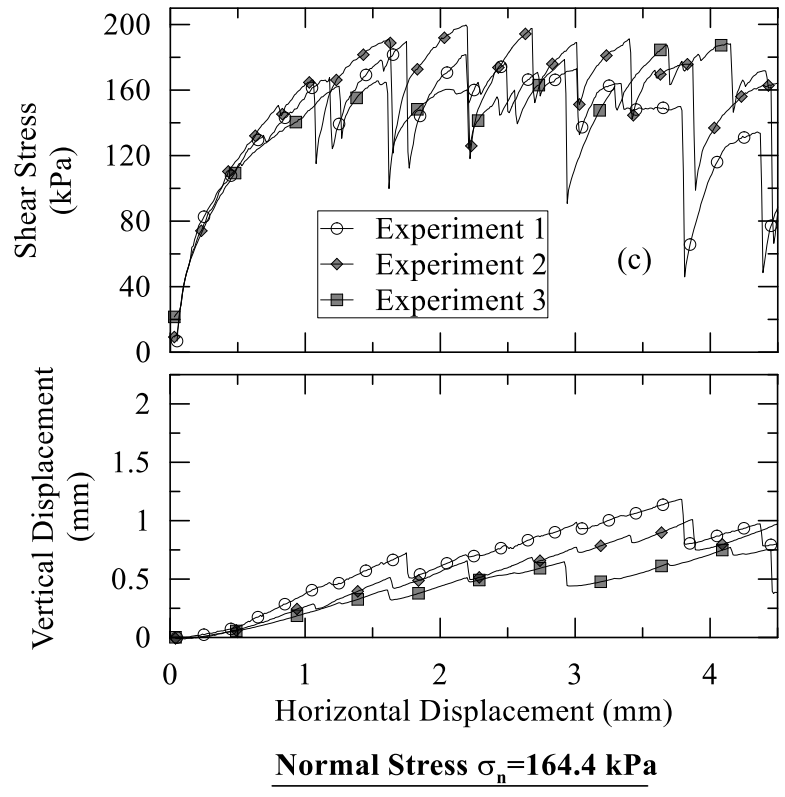 200
160
120
80
40
0
Shear Stress
(kPa)
Experiment 1
Experiment 2
Experiment 3
(c)
2
1.5
1
0.5
0
Vertical Displacement
(mm)
0 1 2 3 4
Horizontal Displacement (mm)
Normal Stress σn=164.4 kPa